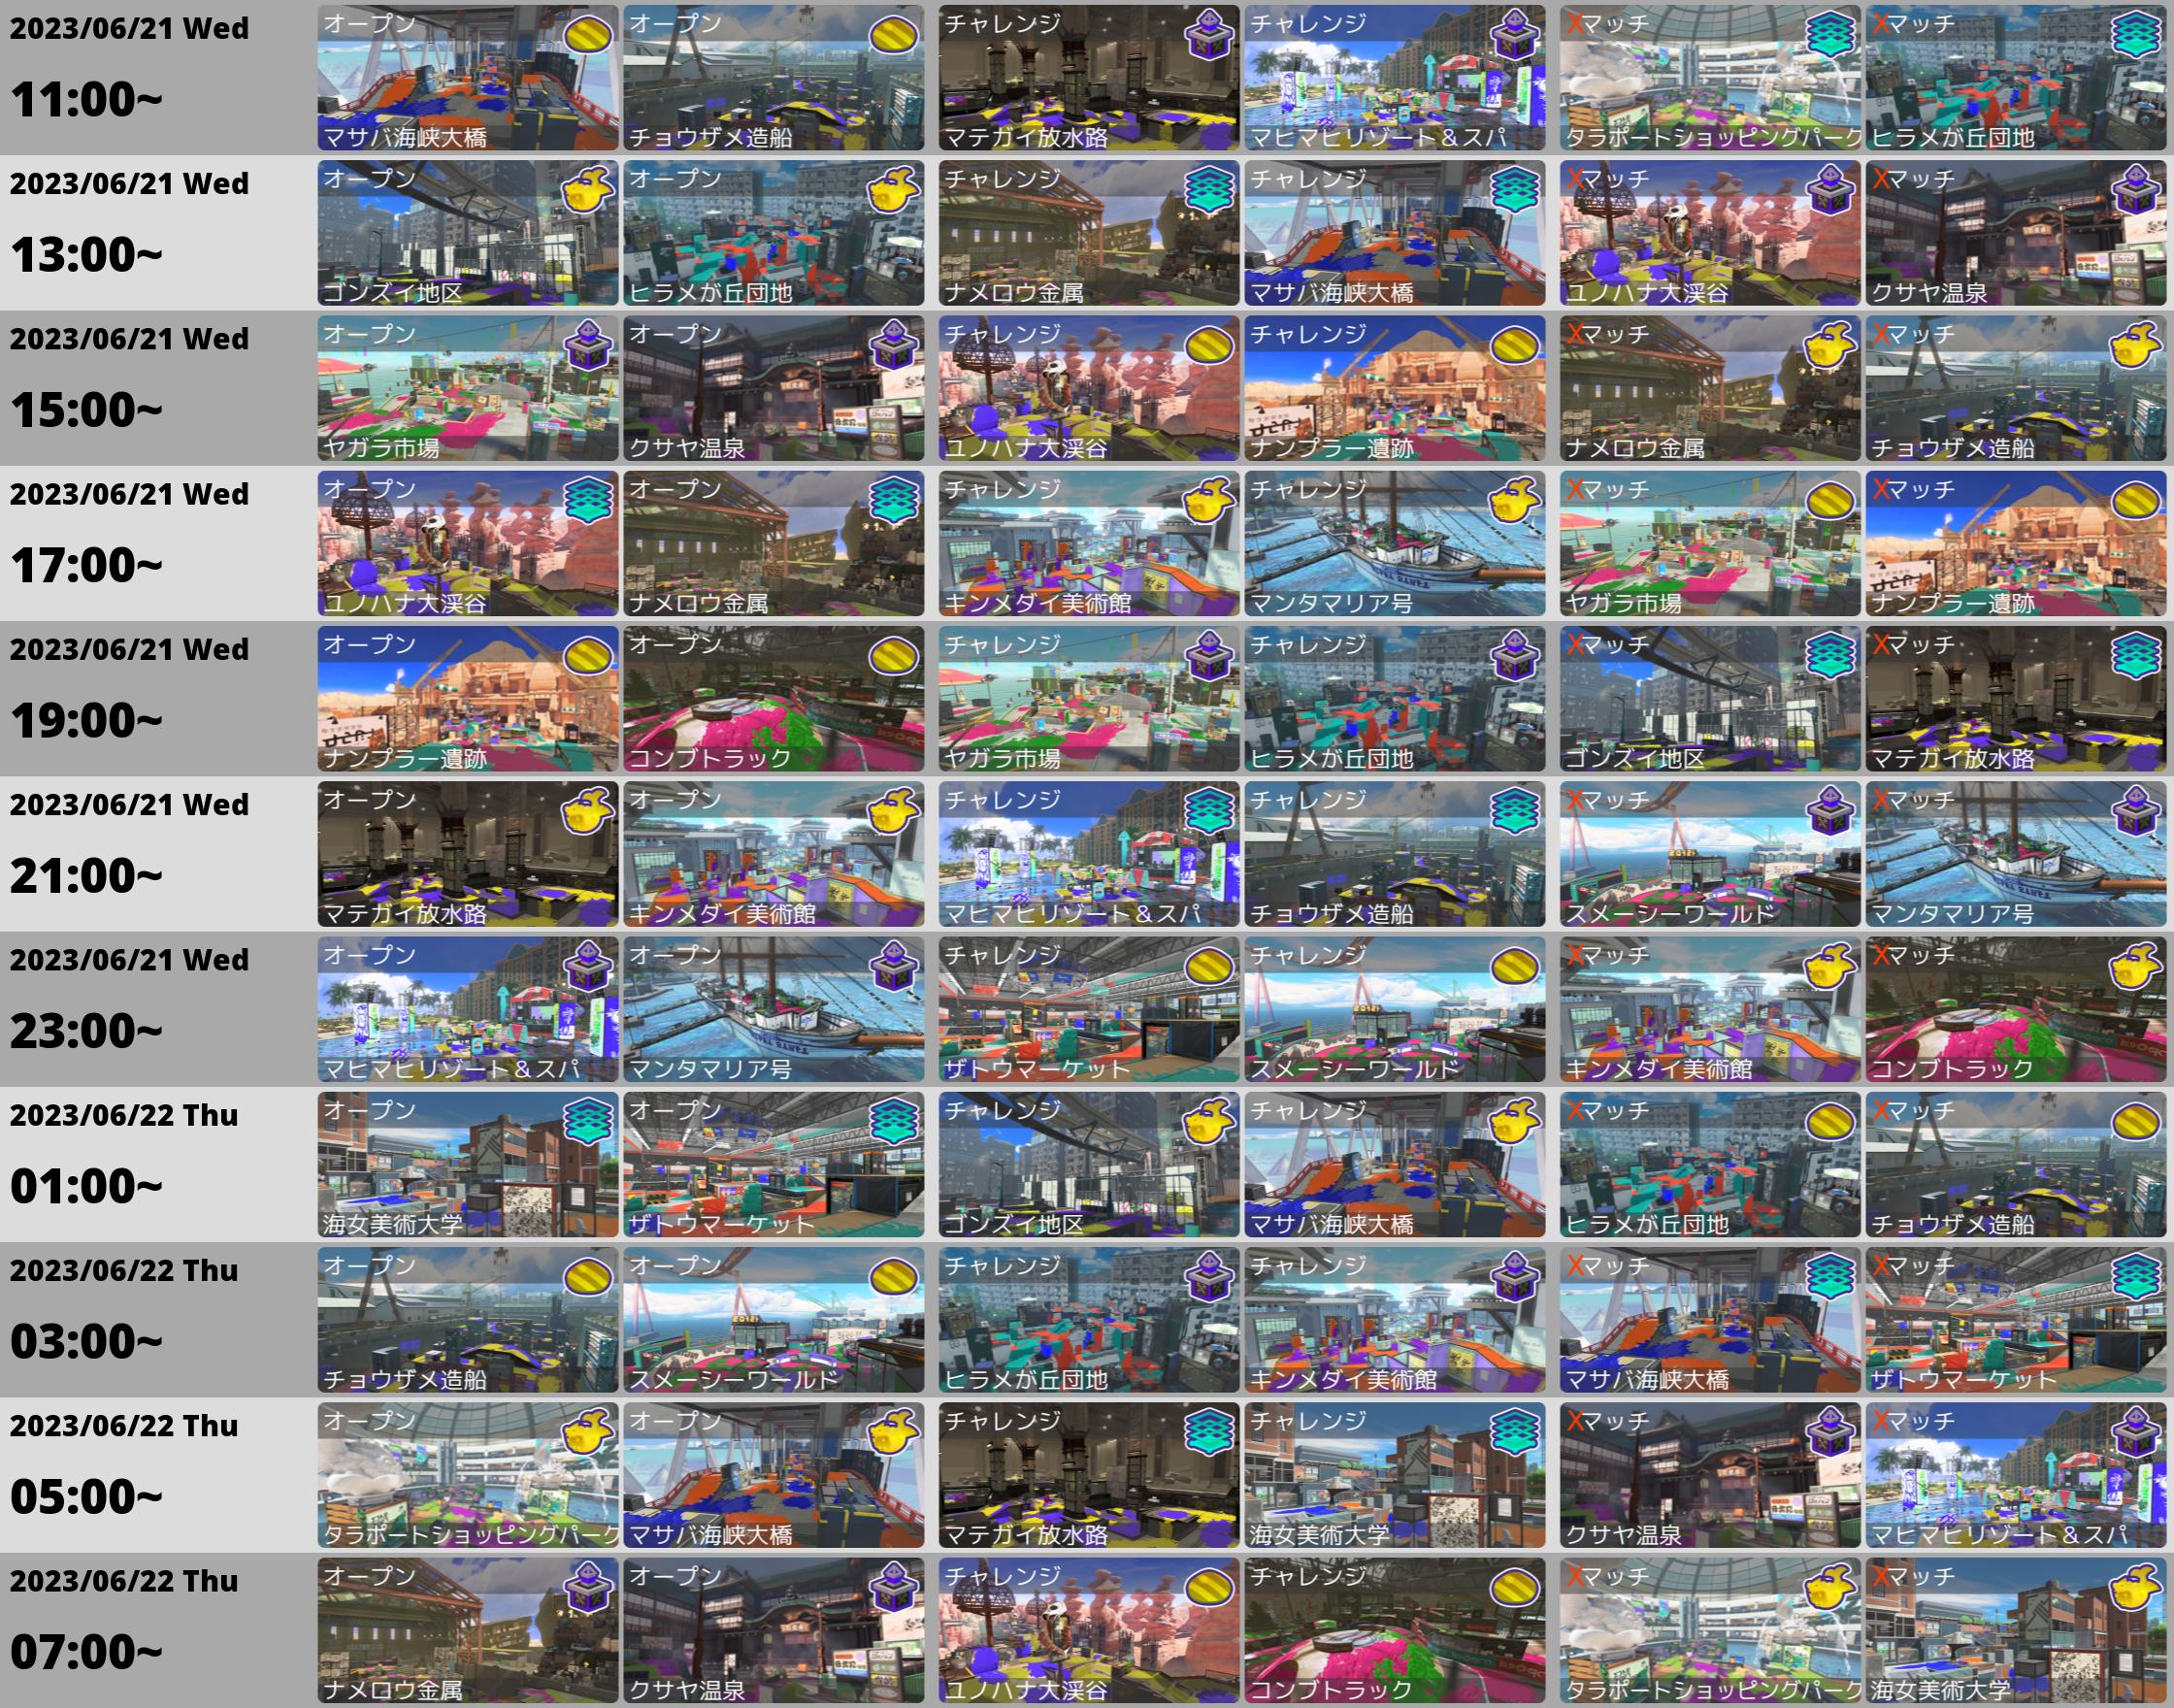 2023/06/21 Wed
11:00~
オープン オープン チャレンジ チャレンジ Xマッチ Xマッチ
マサバ海峡大橋 チョウザメ造船 マテガイ放水路 マヒマヒリゾート＆スパ タラポートショッピングパーク ヒラメが丘団地
2023/06/21 Wed
13:00~
オープン オープン チャレンジ チャレンジ Xマッチ Xマッチ
ゴンズイ地区 ヒラメが丘団地 ナメロウ金属 マサバ海峡大橋 ユノハナ大渓谷 クサヤ温泉
2023/06/21 Wed
15:00~
オープン オープン チャレンジ チャレンジ Xマッチ Xマッチ
ヤガラ市場 クサヤ温泉 ユノハナ大渓谷 ナンプラー遺跡 ナメロウ金属 チョウザメ造船
2023/06/21 Wed
17:00~
オープン オープン チャレンジ チャレンジ Xマッチ Xマッチ
ユノハナ大渓谷 ナメロウ金属 キンメダイ美術館 マンタマリア号 ヤガラ市場 ナンプラー遺跡
2023/06/21 Wed
19:00~
オープン オープン チャレンジ チャレンジ Xマッチ Xマッチ
ナンプラー遺跡 コンブトラック ヤガラ市場 ヒラメが丘団地 ゴンズイ地区 マテガイ放水路
2023/06/21 Wed
21:00~
オープン オープン チャレンジ チャレンジ Xマッチ Xマッチ
マテガイ放水路 キンメダイ美術館 マヒマヒリゾート＆スパ チョウザメ造船 スメーシーワールド マンタマリア号
2023/06/21 Wed
23:00~
オープン オープン チャレンジ チャレンジ Xマッチ Xマッチ
マヒマヒリゾート＆スパ マンタマリア号 ザトウマーケット スメーシーワールド キンメダイ美術館 コンブトラック
2023/06/22 Thu
01:00~
オープン オープン チャレンジ チャレンジ Xマッチ Xマッチ
海女美術大学 ザトウマーケット ゴンズイ地区 マサバ海峡大橋 ヒラメが丘団地 チョウザメ造船
2023/06/22 Thu
03:00~
オープン オープン チャレンジ チャレンジ Xマッチ Xマッチ
チョウザメ造船 スメーシーワールド ヒラメが丘団地 キンメダイ美術館 マサバ海峡大橋 ザトウマーケット
2023/06/22 Thu
05:00~
オープン オープン チャレンジ チャレンジ Xマッチ Xマッチ
タラポートショッピングパーク マサバ海峡大橋 マテガイ放水路 海女美術大学 クサヤ温泉 マヒマヒリゾート＆スパ
2023/06/22 Thu
07:00~
オープン オープン チャレンジ チャレンジ Xマッチ Xマッチ
ナメロウ金属 クサヤ温泉 ユノハナ大渓谷 コンブトラック タラポートショッピングパーク 海女美術大学